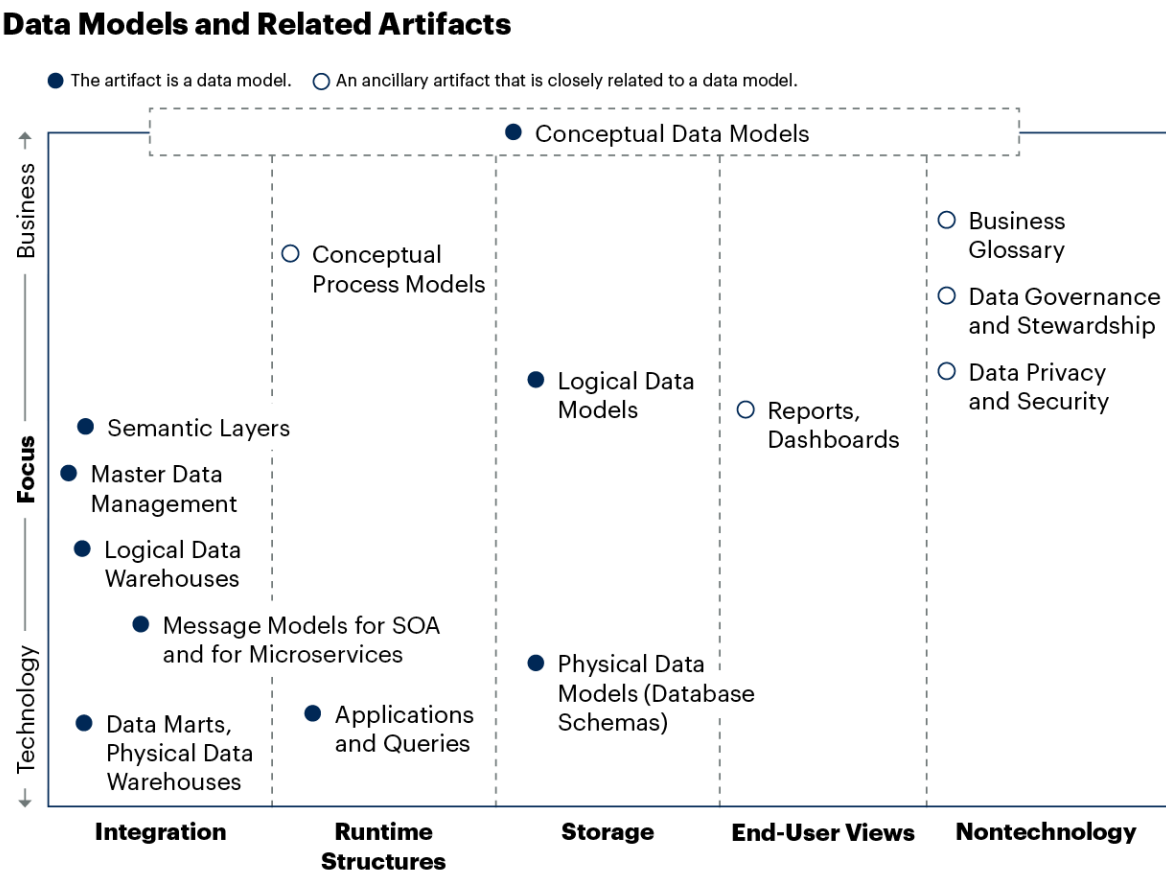 Data Models and Related Artifacts
The artifact is a data model.
An ancillary artifact that is closely related to a data model.
Conceptual Data Models
Business
Focus
Technology
Semantic Layers
Master Data
Management
Logical Data
Warehouses
Message Models for SOA
and for Microservices
Data Marts,
Physical Data
Warehouses
Conceptual
Process Models
Applications
and Queries
Logical Data
Models
Physical Data
Models (Database
Schemas)
Reports,
Dashboards
Business
Glossary
Data Governance
and Stewardship
Data Privacy
and Security
Integration
Runtime
Structures
Storage
End-User Views
Nontechnology